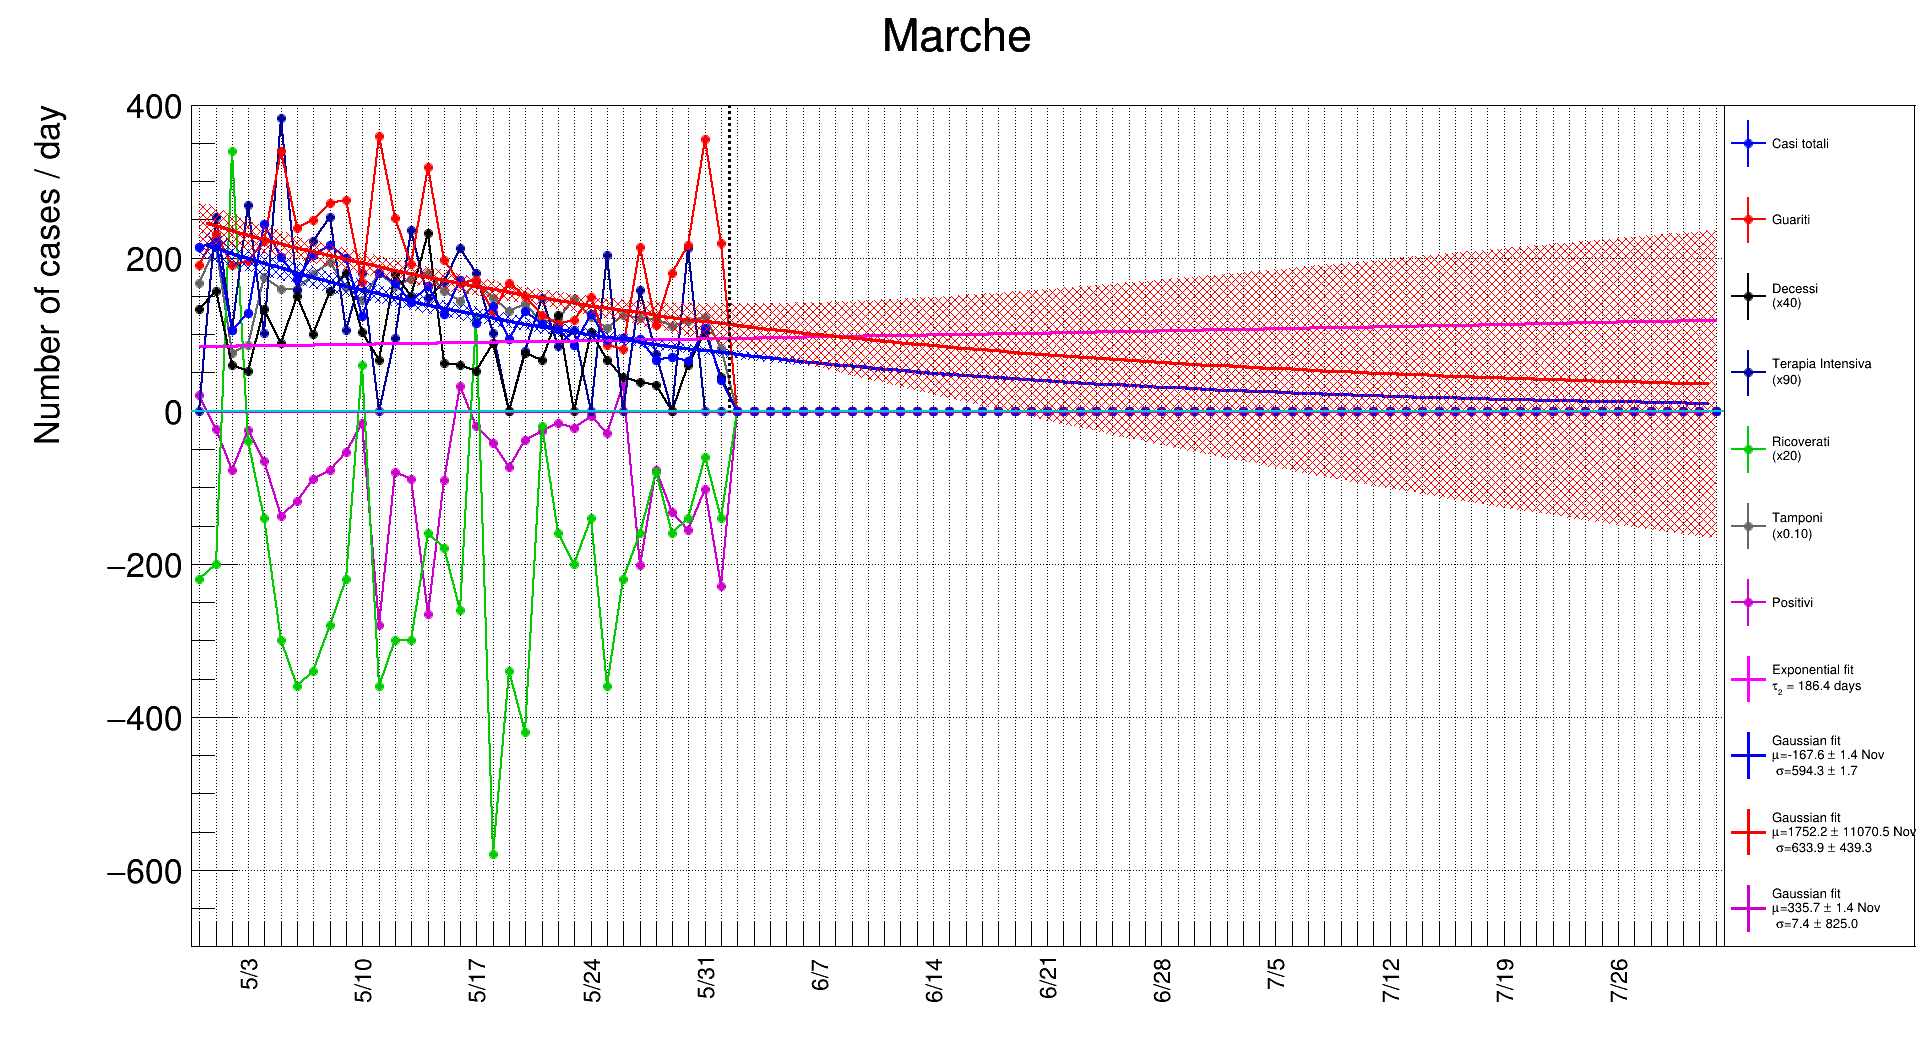 Marche
Number of cases / day
400
200
0
−200
−400
−600
5/3
5/10
5/17
5/24
5/31
6/7
6/14
6/21
6/28
7/5
7/12
7/19
7/26
Casi totali
Guariti
Decessi
(x40)
Terapia Intensiva
(x90)
Ricoverati
(x20)
Tamponi
(x0.10)
Positivi
Exponential fit
τ2 = 186.4 days
Gaussian fit
μ=-167.6 ± 1.4 Nov
σ=594.3 ± 1.7
Gaussian fit
μ=1752.2 ± 11070.5 Nov
σ=633.9 ± 439.3
Gaussian fit
μ=335.7 ± 1.4 Nov
σ=7.4 ± 825.0